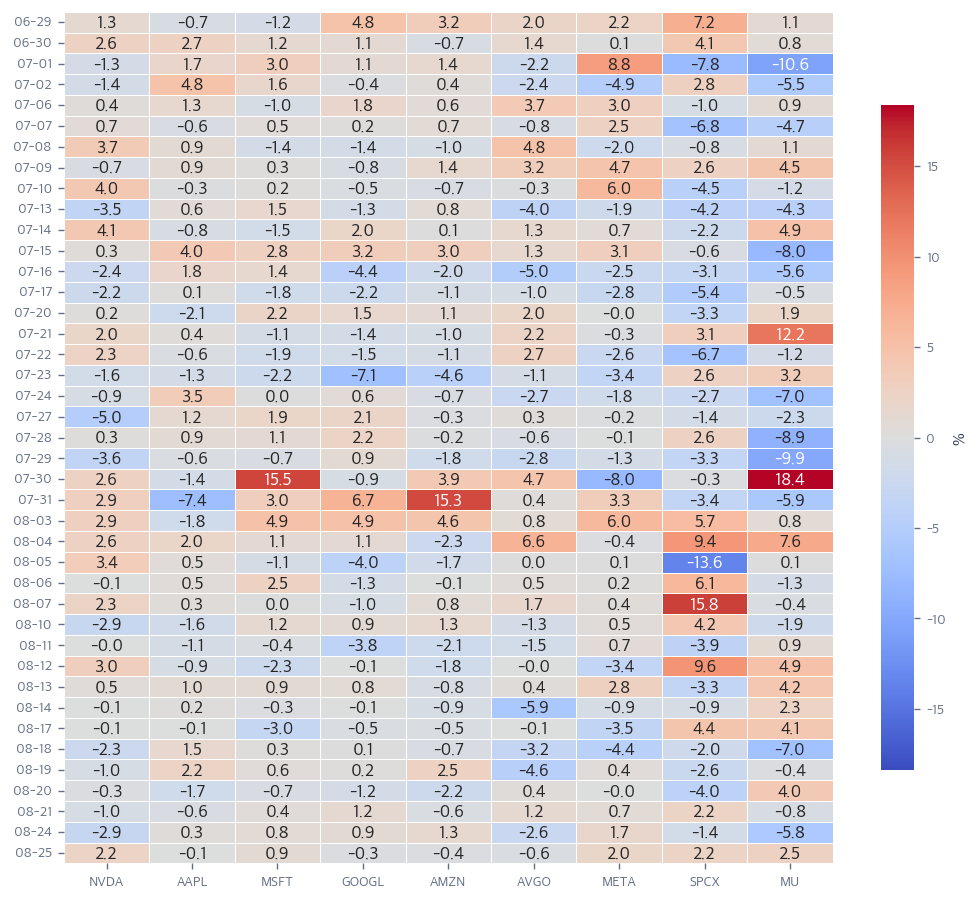 06-29 1.3 -0.7 -1.2 4.8 3.2 2.0 2.2 7.2 1.1
06-30 2.6 2.7 1.2 1.1 -0.7 1.4 0.1 4.1 0.8
07-01 -1.3 1.7 3.0 1.1 1.4 -2.2 8.8 -7.8 -10.6
07-02 -1.4 4.8 1.6 -0.4 0.4 -2.4 -4.9 2.8 -5.5
07-06 0.4 1.3 -1.0 1.8 0.6 3.7 3.0 -1.0 0.9
07-07 0.7 -0.6 0.5 0.2 0.7 -0.8 2.5 -6.8 -4.7
07-08 3.7 0.9 -1.4 -1.4 -1.0 4.8 -2.0 -0.8 1.1
07-09 -0.7 0.9 0.3 -0.8 1.4 3.2 4.7 2.6 4.5
07-10 4.0 -0.3 0.2 -0.5 -0.7 -0.3 6.0 -4.5 -1.2
07-13 -3.5 0.6 1.5 -1.3 0.8 -4.0 -1.9 -4.2 -4.3
07-14 4.1 -0.8 -1.5 2.0 0.1 1.3 0.7 -2.2 4.9
07-15 0.3 4.0 2.8 3.2 3.0 1.3 3.1 -0.6 -8.0
07-16 -2.4 1.8 1.4 -4.4 -2.0 -5.0 -2.5 -3.1 -5.6
07-17 -2.2 0.1 -1.8 -2.2 -1.1 -1.0 -2.8 -5.4 -0.5
07-20 0.2 -2.1 2.2 1.5 1.1 2.0 -0.0 -3.3 1.9
07-21 2.0 0.4 -1.1 -1.4 -1.0 2.2 -0.3 3.1 12.2
07-22 2.3 -0.6 -1.9 -1.5 -1.1 2.7 -2.6 -6.7 -1.2
07-23 -1.6 -1.3 -2.2 -7.1 -4.6 -1.1 -3.4 2.6 3.2
07-24 -0.9 3.5 0.0 0.6 -0.7 -2.7 -1.8 -2.7 -7.0
07-27 -5.0 1.2 1.9 2.1 -0.3 0.3 -0.2 -1.4 -2.3
07-28 0.3 0.9 1.1 2.2 -0.2 -0.6 -0.1 2.6 -8.9
07-29 -3.6 -0.6 -0.7 0.9 -1.8 -2.8 -1.3 -3.3 -9.9
07-30 2.6 -1.4 15.5 -0.9 3.9 4.7 -8.0 -0.3 18.4
07-31 2.9 -7.4 3.0 6.7 15.3 0.4 3.3 -3.4 -5.9
08-03 2.9 -1.8 4.9 4.9 4.6 0.8 6.0 5.7 0.8
08-04 2.6 2.0 1.1 1.1 -2.3 6.6 -0.4 9.4 7.6
08-05 3.4 0.5 -1.1 -4.0 -1.7 0.0 0.1 -13.6 0.1
08-06 -0.1 0.5 2.5 -1.3 -0.1 0.5 0.2 6.1 -1.3
08-07 2.3 0.3 0.0 -1.0 0.8 1.7 0.4 15.8 -0.4
08-10 -2.9 -1.6 1.2 0.9 1.3 -1.3 0.5 4.2 -1.9
08-11 -0.0 -1.1 -0.4 -3.8 -2.1 -1.5 0.7 -3.9 0.9
08-12 3.0 -0.9 -2.3 -0.1 -1.8 -0.0 -3.4 9.6 4.9
08-13 0.5 1.0 0.9 0.8 -0.8 0.4 2.8 -3.3 4.2
08-14 -0.1 0.2 -0.3 -0.1 -0.9 -5.9 -0.9 -0.9 2.3
08-17 -0.1 -0.1 -3.0 -0.5 -0.5 -0.1 -3.5 4.4 4.1
08-18 -2.3 1.5 0.3 0.1 -0.7 -3.2 -4.4 -2.0 -7.0
08-19 -1.0 2.2 0.6 0.2 2.5 -4.6 0.4 -2.6 -0.4
08-20 -0.3 -1.7 -0.7 -1.2 -2.2 0.4 -0.0 -4.0 4.0
08-21 -1.0 -0.6 0.4 1.2 -0.6 1.2 0.7 2.2 -0.8
08-24 -2.9 0.3 0.8 0.9 1.3 -2.6 1.7 -1.4 -5.8
08-25 2.2 -0.1 0.9 -0.3 -0.4 -0.6 2.0 2.2 2.5
NVDA AAPL MSFT GOOGL AMZN AVGO META SPCX MU
15
10
5
0
-5
-10
-15
%